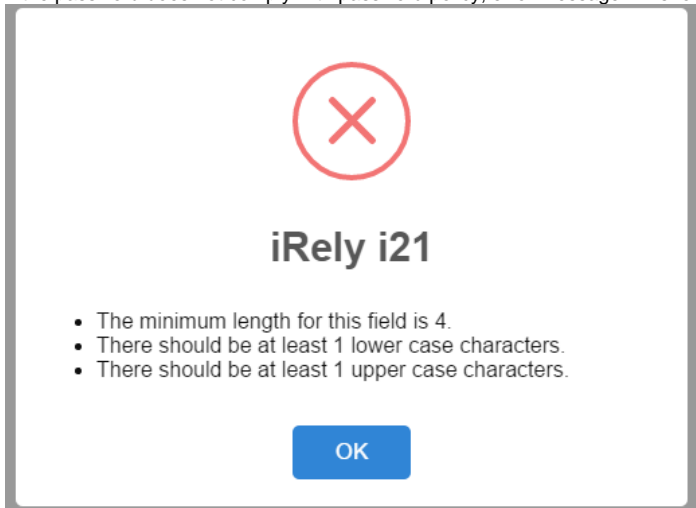 iRely i21
The minimum length for this field is 4.
There should be at least 1 lower case characters.
There should be at least 1 upper case characters.
OK